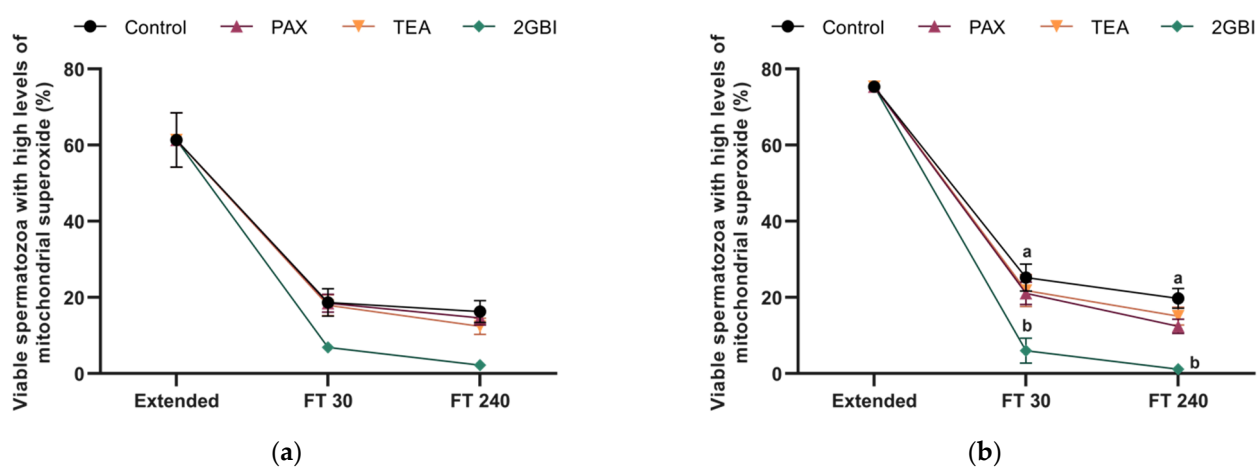 Control PAX TEA 2GBI
Viable spermatozoa with high levels of
mitochondrial superoxide (%)
80
60
40
20
0
Extended FT 30 FT 240
(a)
Control PAX TEA 2GBI
Viable spermatozoa with high levels of
mitochondrial superoxide (%)
80
60
40
20
0
a
a
b
b
Extended FT 30 FT 240
(b)